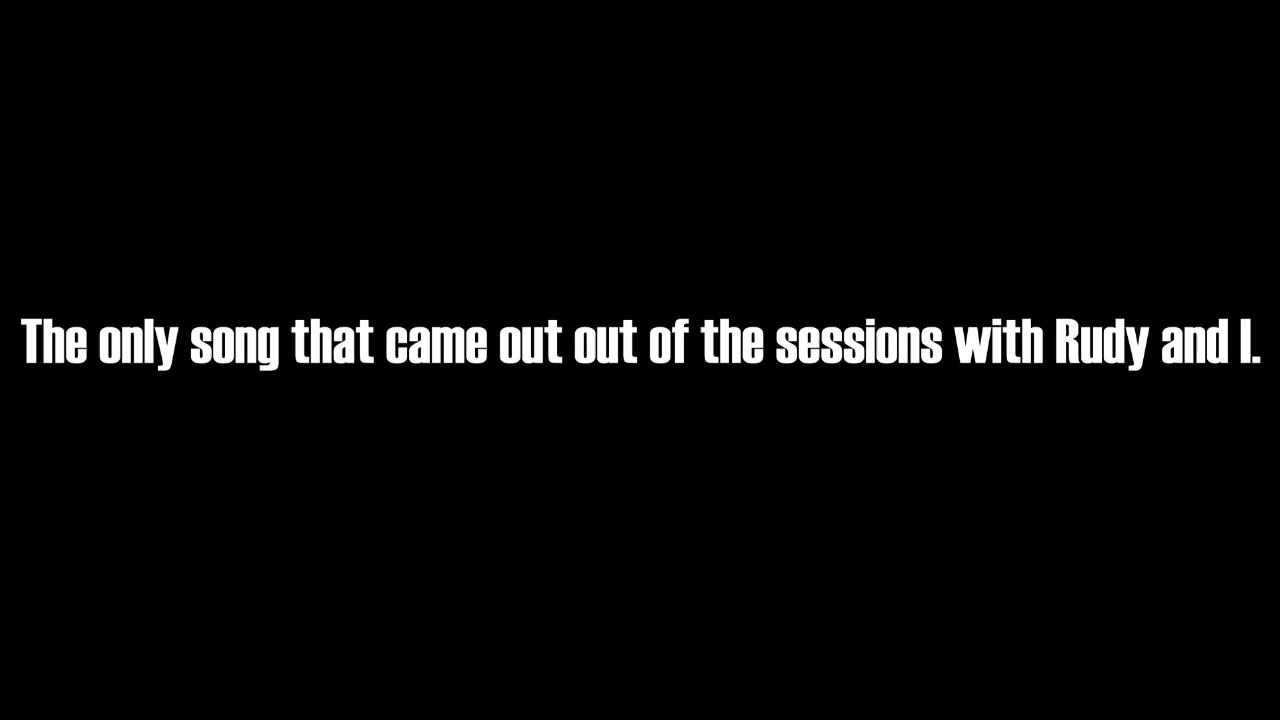 The only song that came out out of the sessions with Rudy and I.